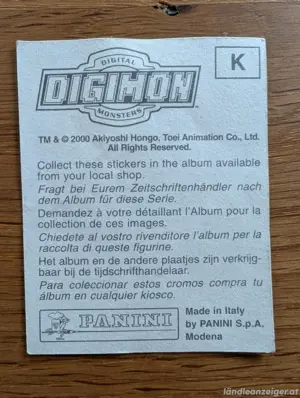 DIGITAL
DIGIMON
MONSTERS
K
TM & © 2000 Akiyoshi Hongo, Toei Animation Co., Ltd.
All Rights Reserved.
Collect these stickers in the album available
from your local shop.
Fragt bei Eurem Zeitschriftenhändler nach
dem Album für diese Serie.
Demandez à votre détaillant l'Album pour la
collection de ces images.
Chiedete al vostro rivenditore l'album per la
raccolta di queste figurine.
Het album en de andere plaatjes zijn verkrijg-
baar bij de tijdschrifthandelaar.
Para coleccionar estos cromos compra tu
álbum en cualquier kiosco.
PANINI
Made in Italy
by PANINI S.p.A.
Modena
ländleanzeiger.at